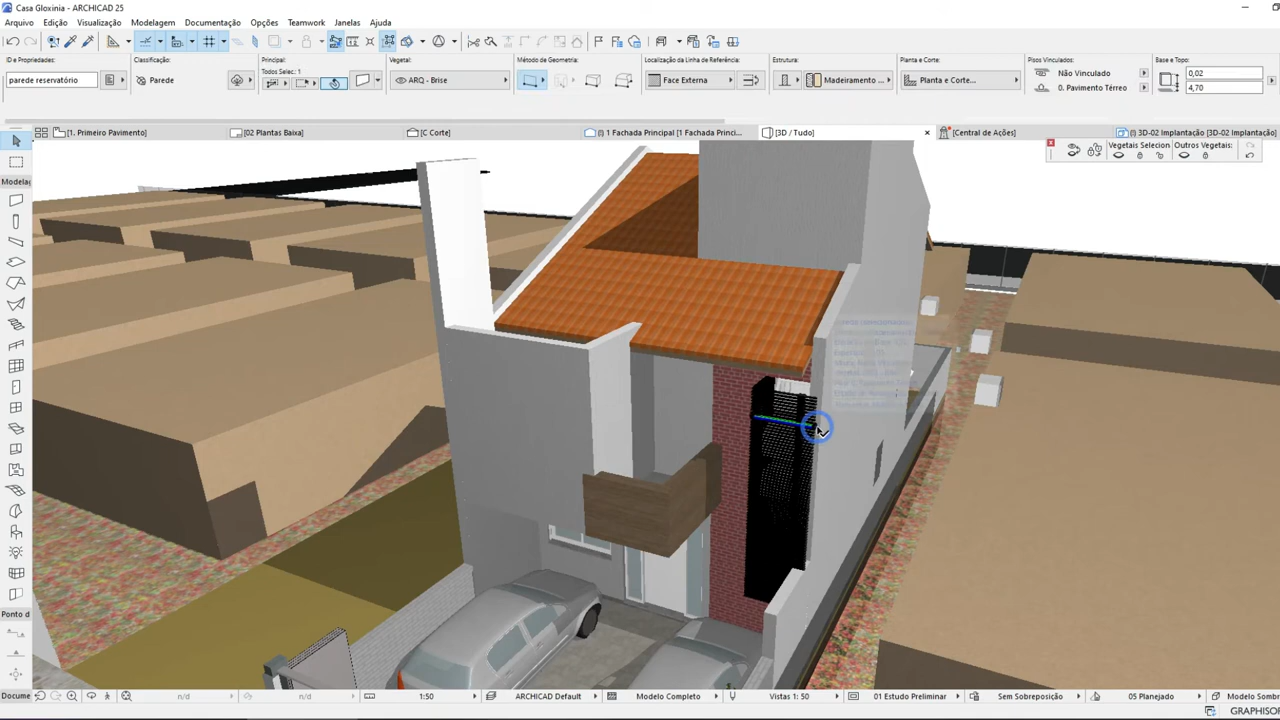 Casa Gloxinia - ARCHICAD 25
Arquivo Edição Visualização Modelagem Documentação Opções Teamwork Janelas Ajuda
ID e Propriedades: Classificação: Principal: Vegetal: Método de Geometria: Localização da Linha de Referência: Estrutura: Planta e Corte: Pisos Vinculados: Base e Topo:
Todos Selec.: 1
parede reservatório Parede ARQ - Brise Face Externa Madeiramento ... Planta e Corte... Não Vinculado 0,02
0. Pavimento Térreo 4,70
[1. Primeiro Pavimento] [02 Plantas Baixa] [C Corte] (!) 1 Fachada Principal [1 Fachada Princi... [3D / Tudo] [Central de Ações] (!) 3D-02 Implantação [3D-02 Implantação]
Vegetais Selecion Outros Vegetais:
Modelag
Ponto d
Docume n/d n/d 1:50 ARCHICAD Default Modelo Completo Vistas 1: 50 01 Estudo Preliminar Sem Sobreposição 05 Planejado Modelo Sombr
GRAPHISOF